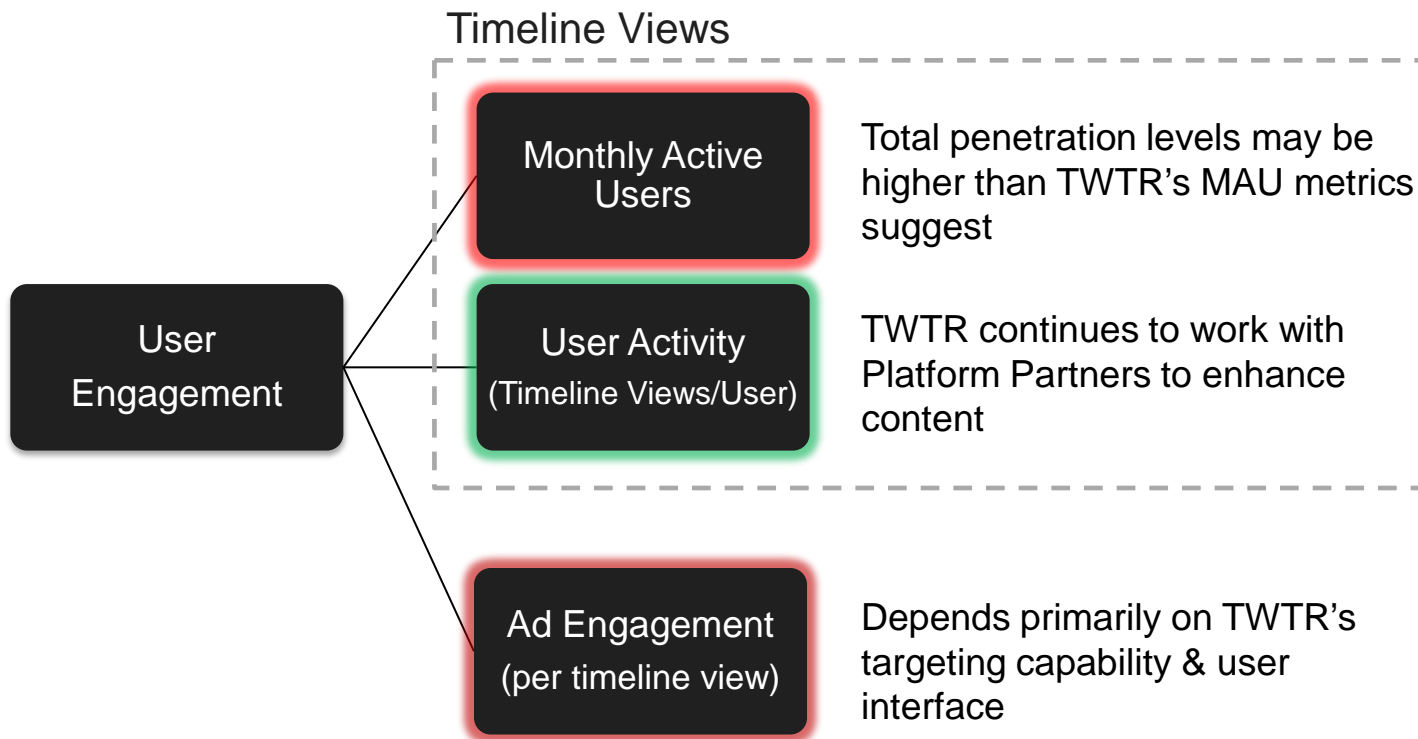 Timeline Views
Monthly Active
Users
Total penetration levels may be
higher than TWTR’s MAU metrics
suggest
User
Engagement
User Activity
(Timeline Views/User)
TWTR continues to work with
Platform Partners to enhance
content
Ad Engagement
(per timeline view)
Depends primarily on TWTR’s
targeting capability & user
interface